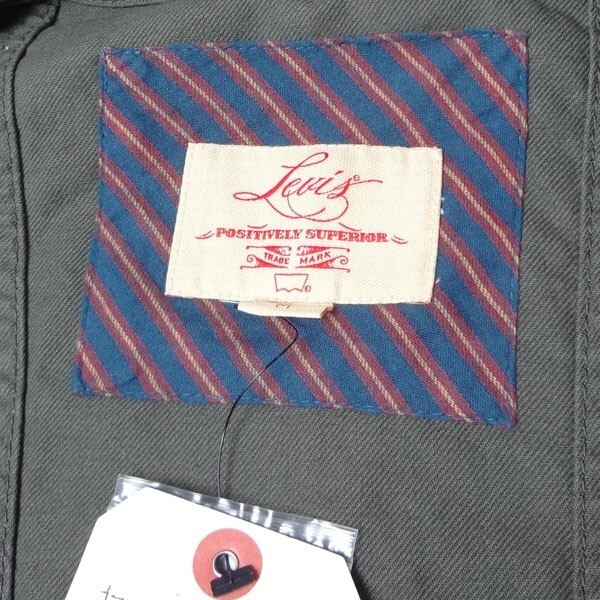 Levi's
POSITIVELY SUPERIOR
TRADE MARK
M